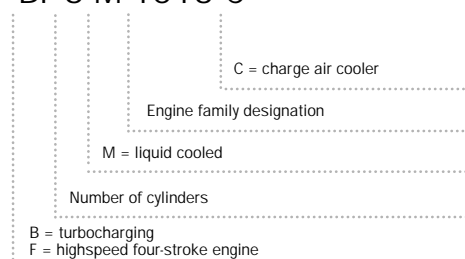 C = charge air cooler
Engine family designation
M = liquid cooled
Number of cylinders
B = turbocharging
F = highspeed four-stroke engine